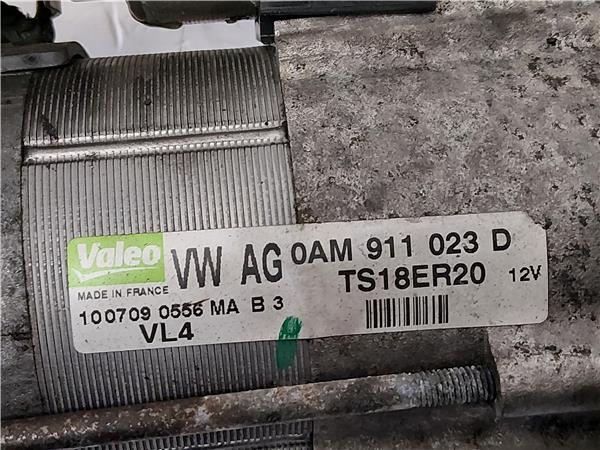 Valeo VW AG 0AM 911 023 D
MADE IN FRANCE TS18ER20 12V
100709 0556 MA B 3
VL4